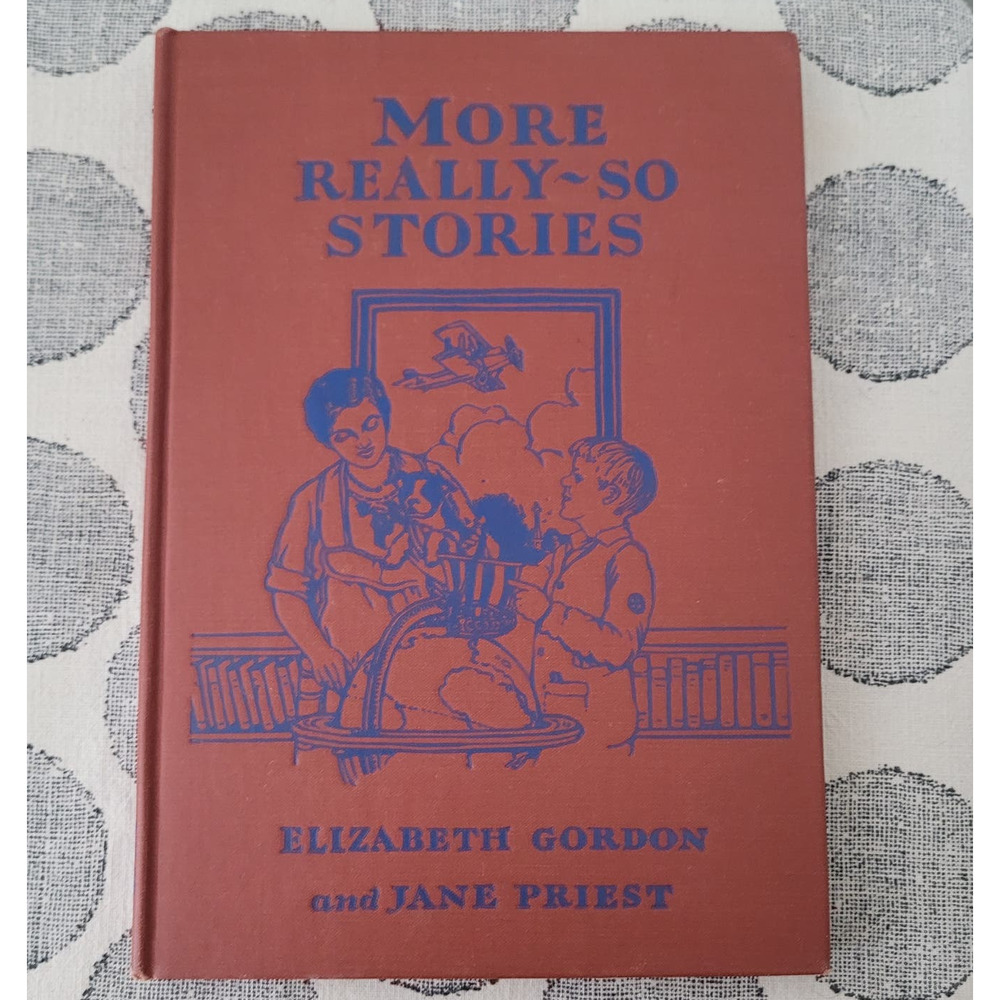 MORE
REALLY~SO
STORIES
ELIZABETH GORDON
and JANE PRIEST